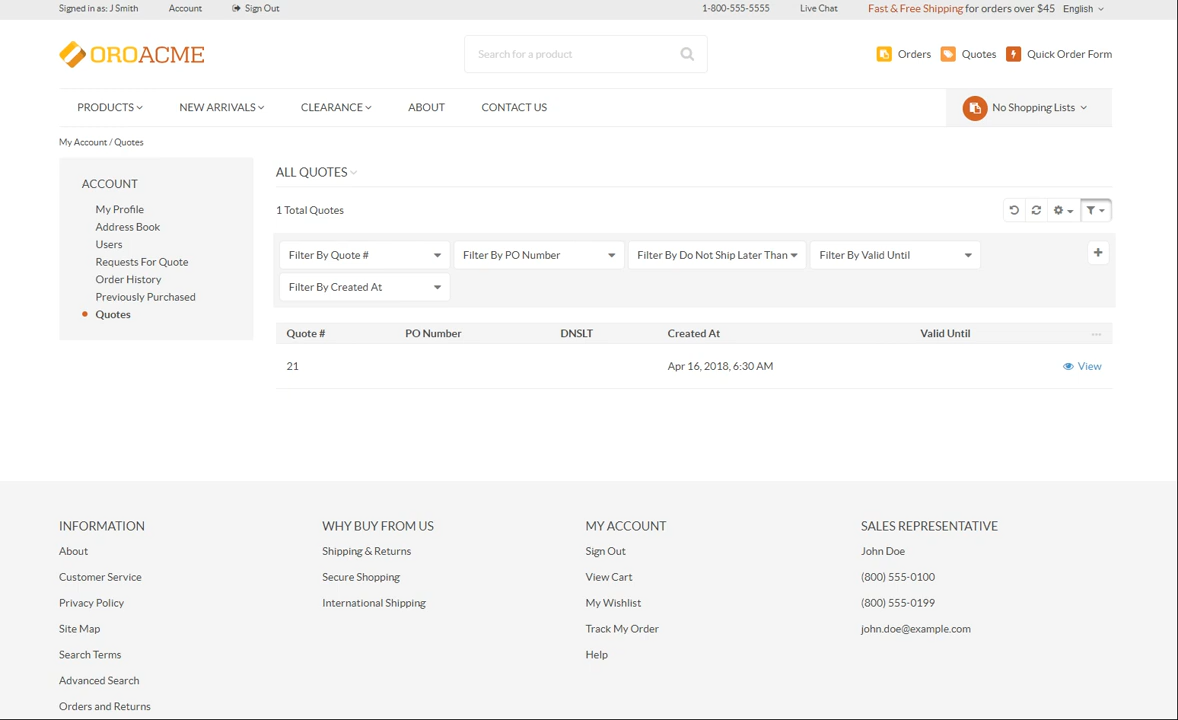 Signed in as: J Smith Account Sign Out 1-800-555-5555 Live Chat Fast & Free Shipping for orders over $45 English
OROACME Search for a product Orders Quotes Quick Order Form
PRODUCTS NEW ARRIVALS CLEARANCE ABOUT CONTACT US No Shopping Lists
My Account / Quotes
ACCOUNT
My Profile
Address Book
Users
Requests For Quote
Order History
Previously Purchased
Quotes
ALL QUOTES
1 Total Quotes
Filter By Quote # Filter By PO Number Filter By Do Not Ship Later Than Filter By Valid Until
Filter By Created At
Quote # PO Number DNSLT Created At Valid Until ...
21 Apr 16, 2018, 6:30 AM View
INFORMATION
About
Customer Service
Privacy Policy
Site Map
Search Terms
Advanced Search
Orders and Returns
WHY BUY FROM US
Shipping & Returns
Secure Shopping
International Shipping
MY ACCOUNT
Sign Out
View Cart
My Wishlist
Track My Order
Help
SALES REPRESENTATIVE
John Doe
(800) 555-0100
(800) 555-0199
john.doe@example.com